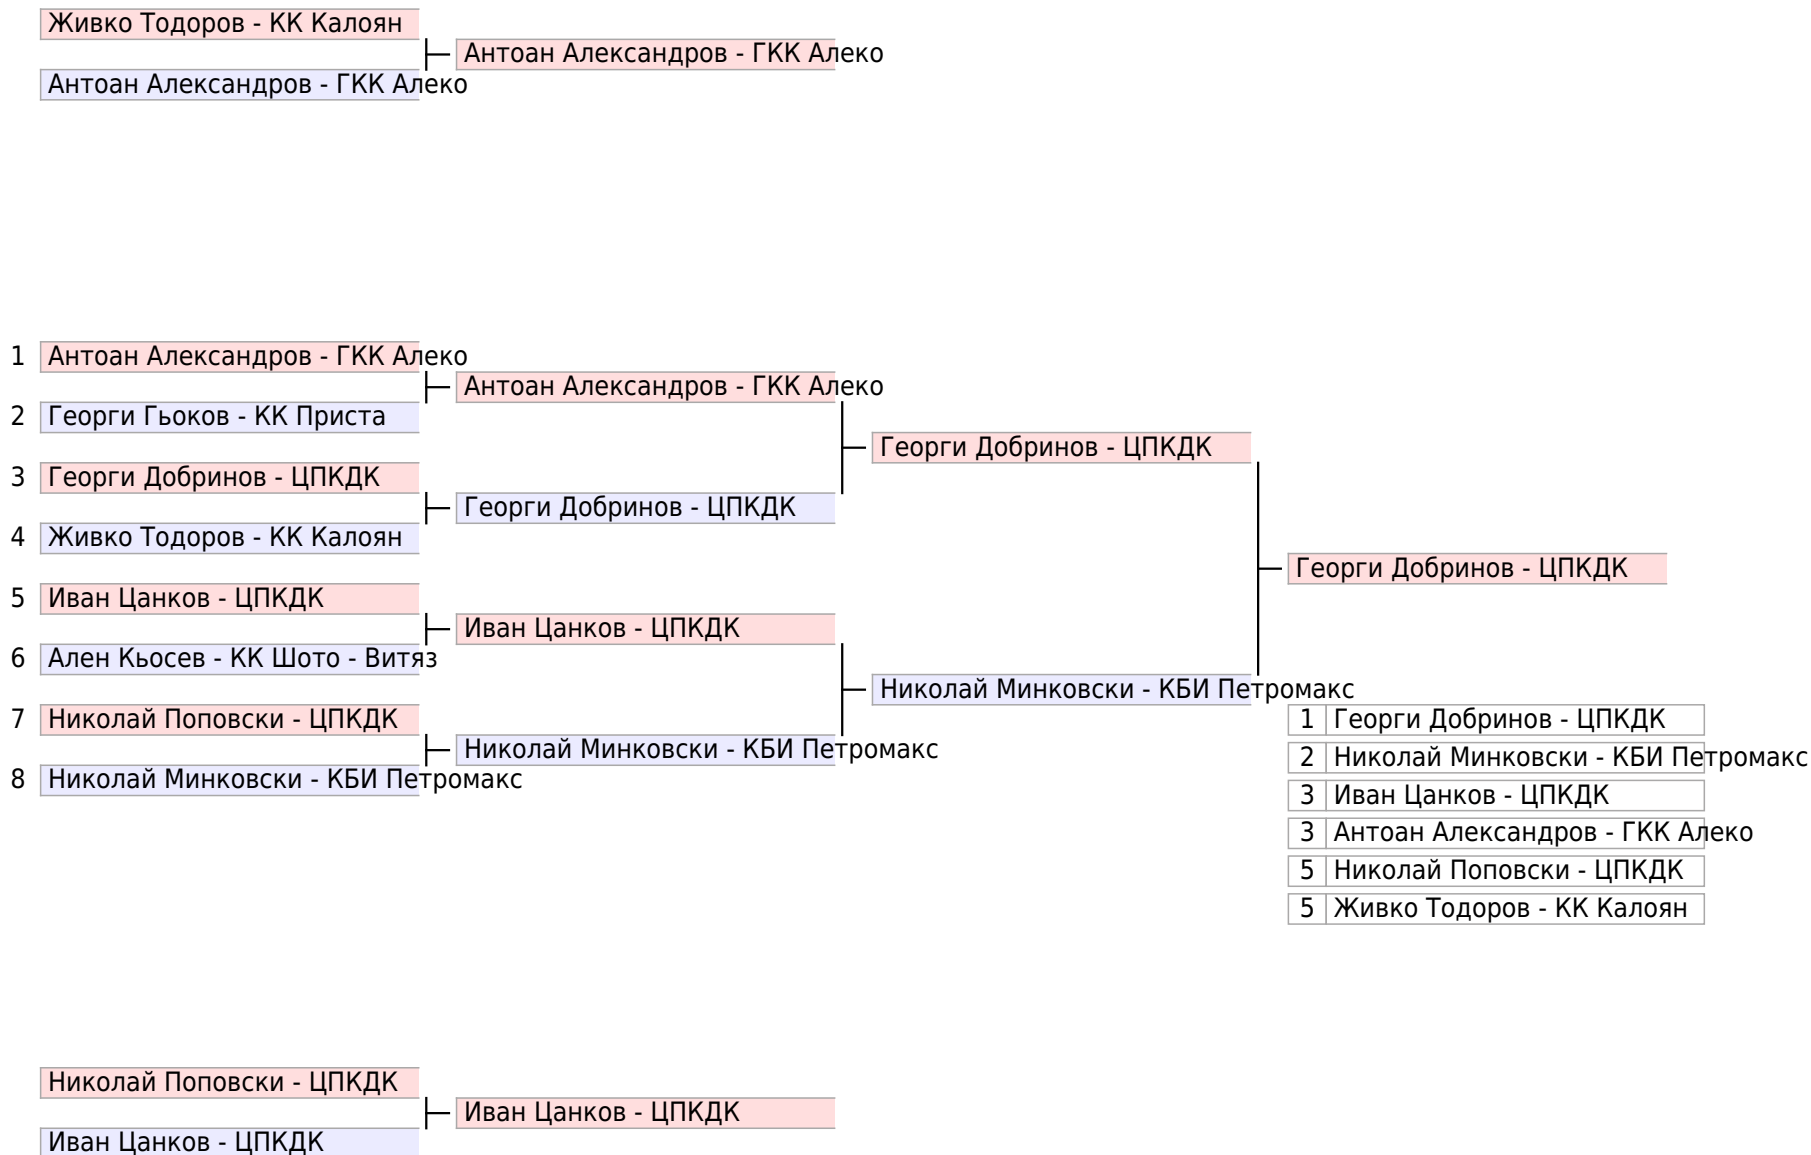 Живко Тодоров - КК Калоян
Антоан Александров - ГКК Алеко
Антоан Александров - ГКК Алеко
1 Антоан Александров - ГКК Алеко
Антоан Александров - ГКК Алеко
2 Георги Гьоков - КК Приста
Георги Добринов - ЦПКДК
3 Георги Добринов - ЦПКДК
Георги Добринов - ЦПКДК
4 Живко Тодоров - КК Калоян
Георги Добринов - ЦПКДК
5 Иван Цанков - ЦПКДК
Иван Цанков - ЦПКДК
6 Ален Кьосев - КК Шото - Витяз
Николай Минковски - КБИ Петромакс
7 Николай Поповски - ЦПКДК
Николай Минковски - КБИ Петромакс
8 Николай Минковски - КБИ Петромакс
1 Георги Добринов - ЦПКДК
2 Николай Минковски - КБИ Петромакс
3 Иван Цанков - ЦПКДК
3 Антоан Александров - ГКК Алеко
5 Николай Поповски - ЦПКДК
5 Живко Тодоров - КК Калоян
Николай Поповски - ЦПКДК
Иван Цанков - ЦПКДК
Иван Цанков - ЦПКДК